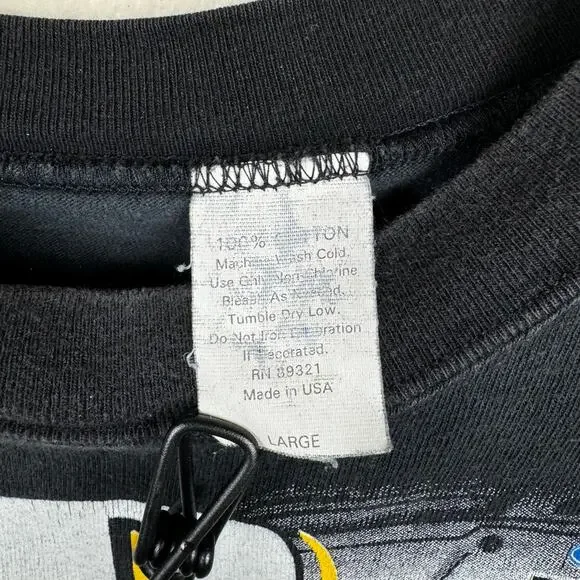 100% COTTON
Machine Wash Cold.
Use Only Non-Chlorine
Bleach As Needed.
Tumble Dry Low.
Do Not Iron Decoration
If Decorated.
RN 39321
Made in USA
LARGE